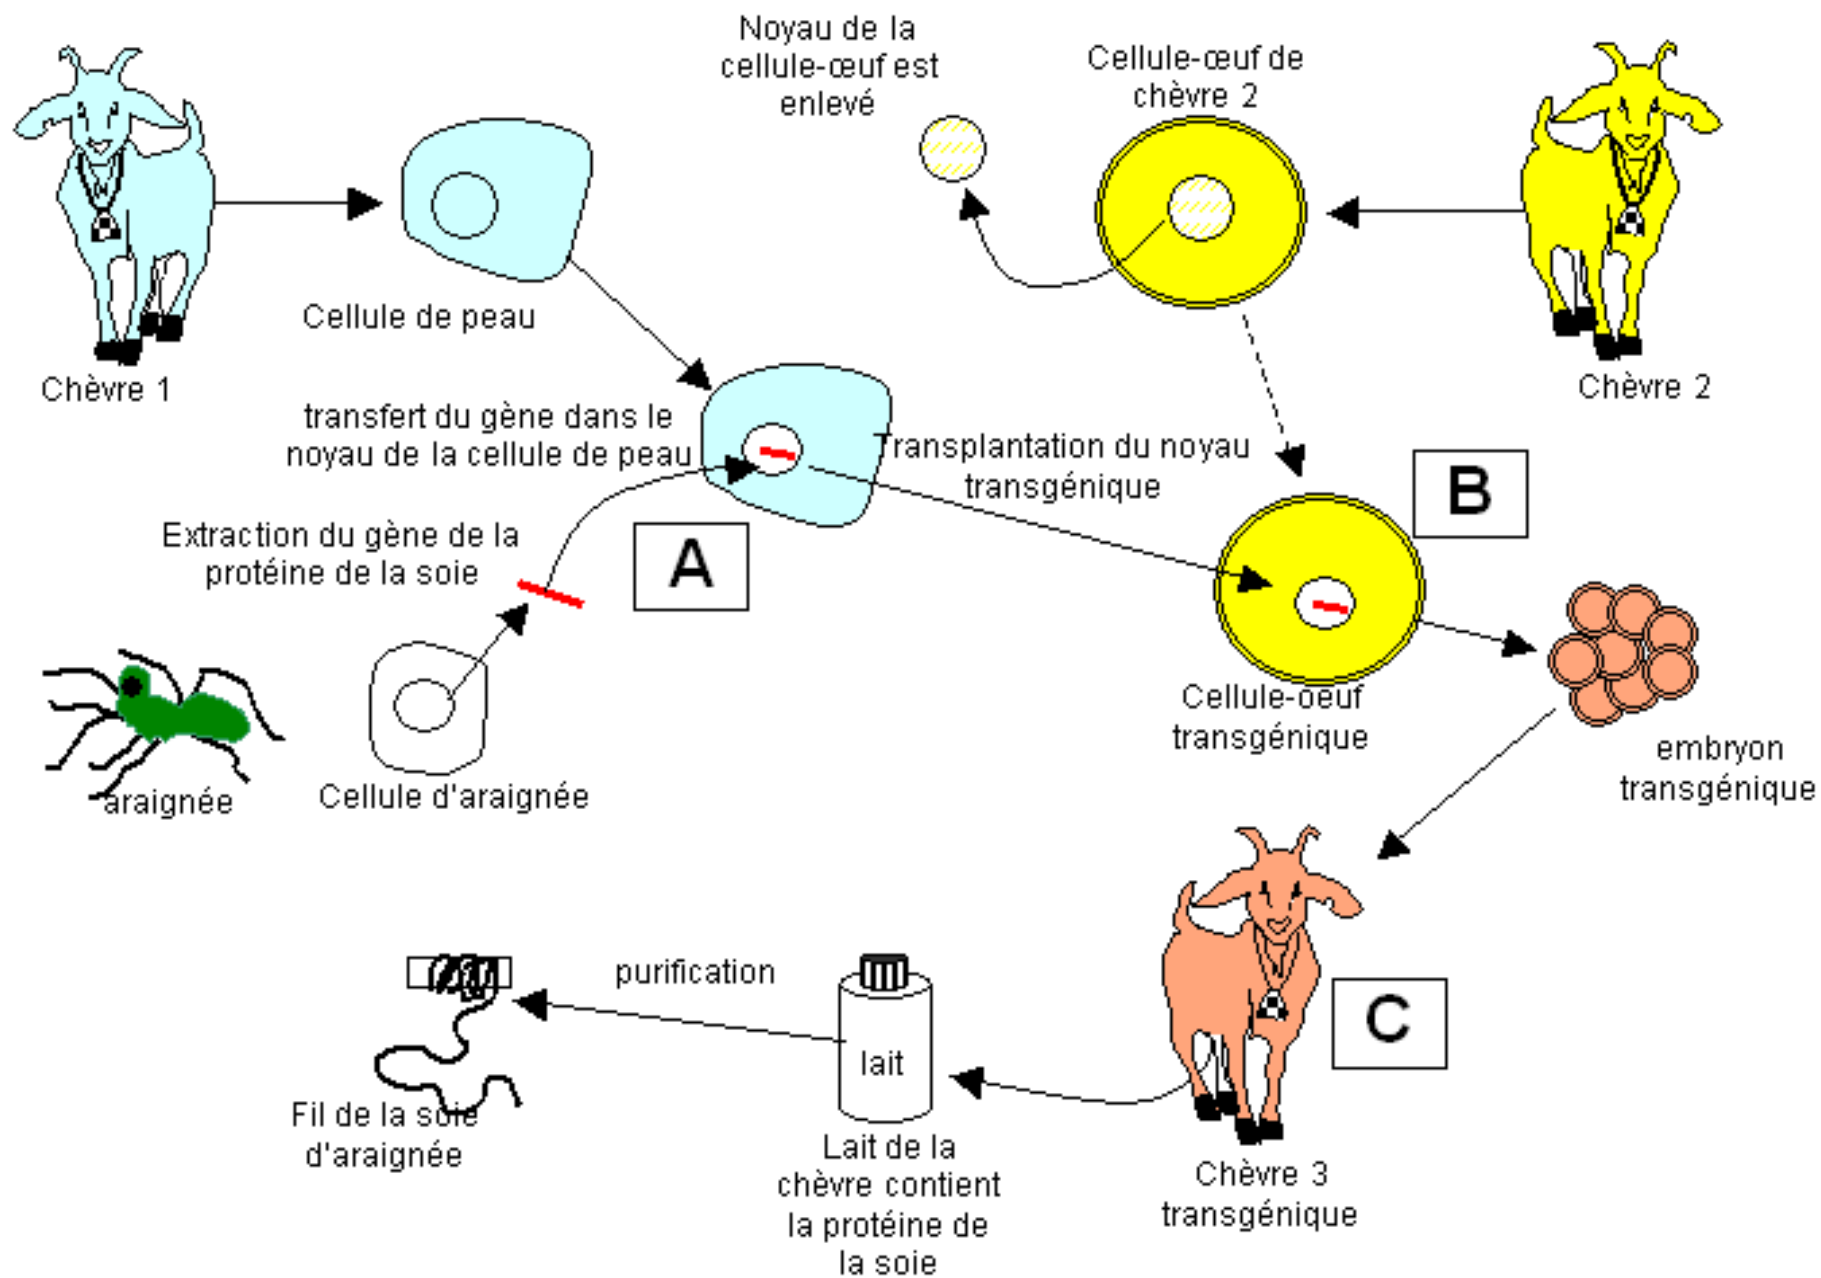 Noyau de la
cellule-œuf est
enlevé
Cellule-œuf de
chèvre 2
Cellule de peau
Chèvre 1
Chèvre 2
transfert du gène dans le
noyau de la cellule de peau
Transplantation du noyau
transgénique
B
Extraction du gène de la
protéine de la soie
A
Cellule-oeuf
transgénique
embryon
transgénique
araignée
Cellule d'araignée
purification
lait
C
Fil de la soie
d'araignée
Lait de la
chèvre contient
la protéine de
la soie
Chèvre 3
transgénique